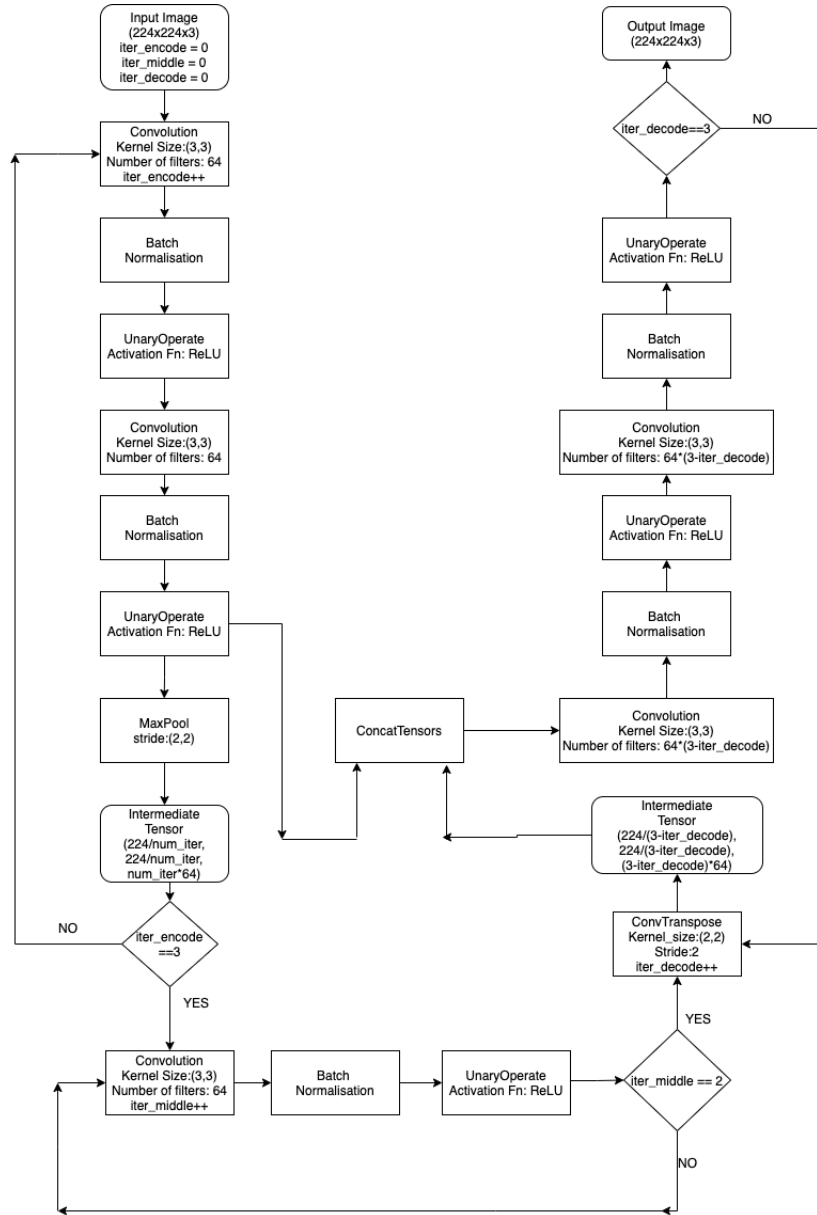 Input Image
(224x224x3)
iter_encode = 0
iter_middle = 0
iter_decode = 0
Convolution
Kernel Size:(3,3)
Number of filters: 64
iter_encode++
Batch
Normalisation
UnaryOperate
Activation Fn: ReLU
Convolution
Kernel Size:(3,3)
Number of filters: 64
Batch
Normalisation
UnaryOperate
Activation Fn: ReLU
MaxPool
stride:(2,2)
Intermediate
Tensor
(224/num_iter,
224/num_iter,
num_iter*64)
iter_encode
==3
NO
YES
Convolution
Kernel Size:(3,3)
Number of filters: 64
iter_middle++
Batch
Normalisation
UnaryOperate
Activation Fn: ReLU
iter_middle == 2
NO
YES
ConvTranspose
Kernel_size:(2,2)
Stride:2
iter_decode++
Intermediate
Tensor
(224/(3-iter_decode),
224/(3-iter_decode),
(3-iter_decode)*64)
ConcatTensors
Convolution
Kernel Size:(3,3)
Number of filters: 64*(3-iter_decode)
Batch
Normalisation
UnaryOperate
Activation Fn: ReLU
Convolution
Kernel Size:(3,3)
Number of filters: 64*(3-iter_decode)
Batch
Normalisation
UnaryOperate
Activation Fn: ReLU
iter_decode==3
NO
Output Image
(224x224x3)